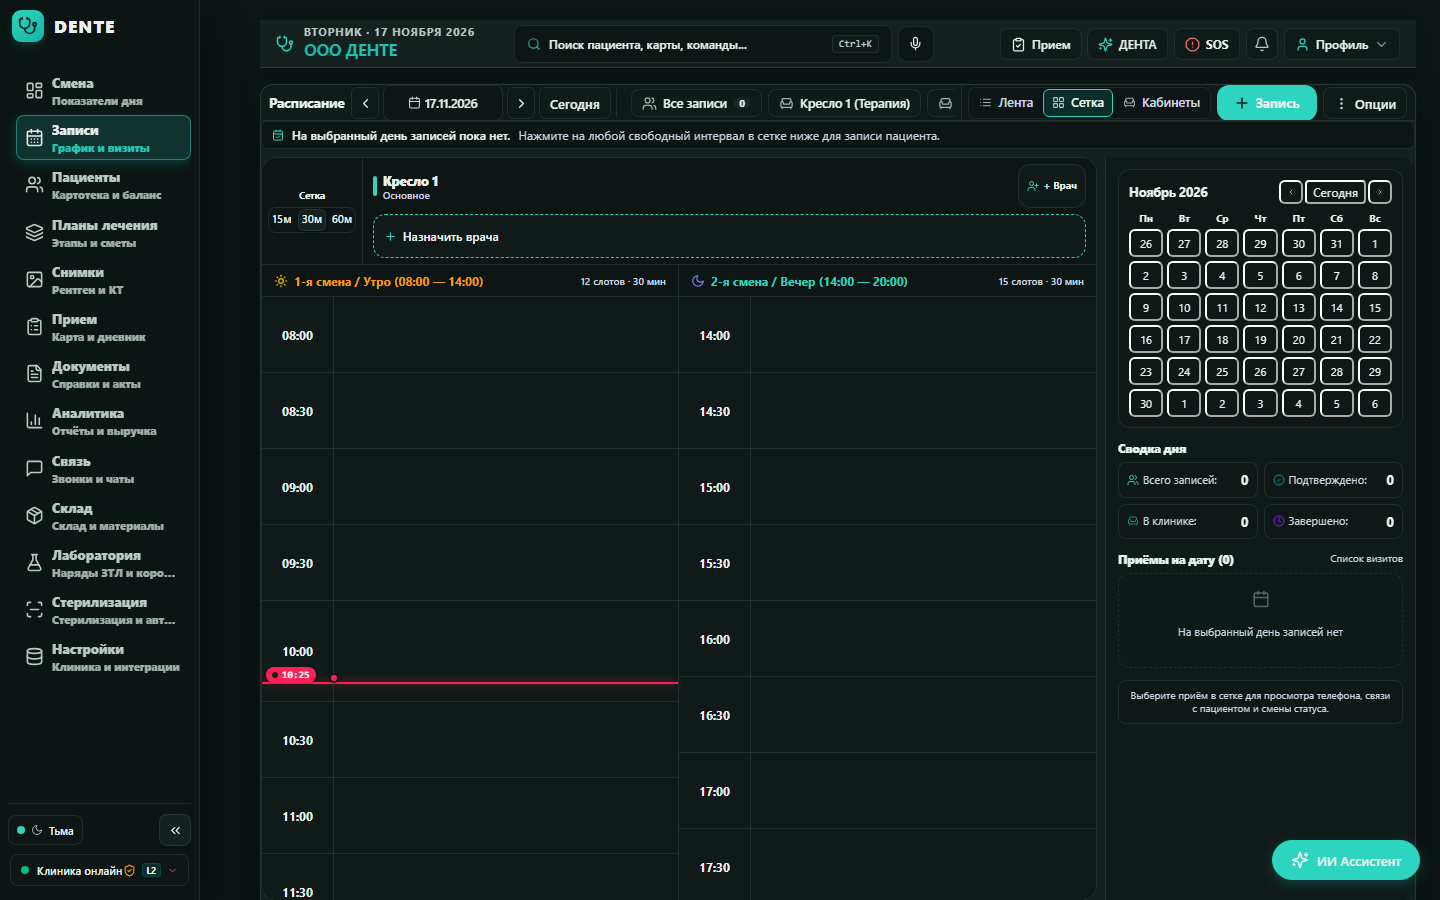 DENTE
Смена
Показатели дня
Записи
График и визиты
Пациенты
Картотека и баланс
Планы лечения
Этапы и сметы
Снимки
Рентген и КТ
Прием
Карта и дневник
Документы
Справки и акты
Аналитика
Отчёты и выручка
Связь
Звонки и чаты
Склад
Склад и материалы
Лаборатория
Наряды ЗТЛ и коро...
Стерилизация
Стерилизация и авт...
Настройки
Клиника и интеграции
Тьма
Клиника онлайн L2
ВТОРНИК · 17 НОЯБРЯ 2026
ООО ДЕНТЕ
Поиск пациента, карты, команды... Ctrl+K
Прием ДЕНТА SOS Профиль
Расписание 17.11.2026 Сегодня Все записи 0 Кресло 1 (Терапия) Лента Сетка Кабинеты Запись Опции
На выбранный день записей пока нет. Нажмите на любой свободный интервал в сетке ниже для записи пациента.
Сетка
15м 30м 60м
Кресло 1
Основное
+ Врач
Назначить врача
1-я смена / Утро (08:00 — 14:00) 12 слотов · 30 мин
2-я смена / Вечер (14:00 — 20:00) 15 слотов · 30 мин
08:00
08:30
09:00
09:30
10:00
10:25
10:30
11:00
11:30
14:00
14:30
15:00
15:30
16:00
16:30
17:00
17:30
Ноябрь 2026 Сегодня
Пн Вт Ср Чт Пт Сб Вс
26 27 28 29 30 31 1
2 3 4 5 6 7 8
9 10 11 12 13 14 15
16 17 18 19 20 21 22
23 24 25 26 27 28 29
30 1 2 3 4 5 6
Сводка дня
Всего записей: 0 Подтверждено: 0
В клинике: 0 Завершено: 0
Приёмы на дату (0) Список визитов
На выбранный день записей нет
Выберите приём в сетке для просмотра телефона, связи
с пациентом и смены статуса.
ИИ Ассистент